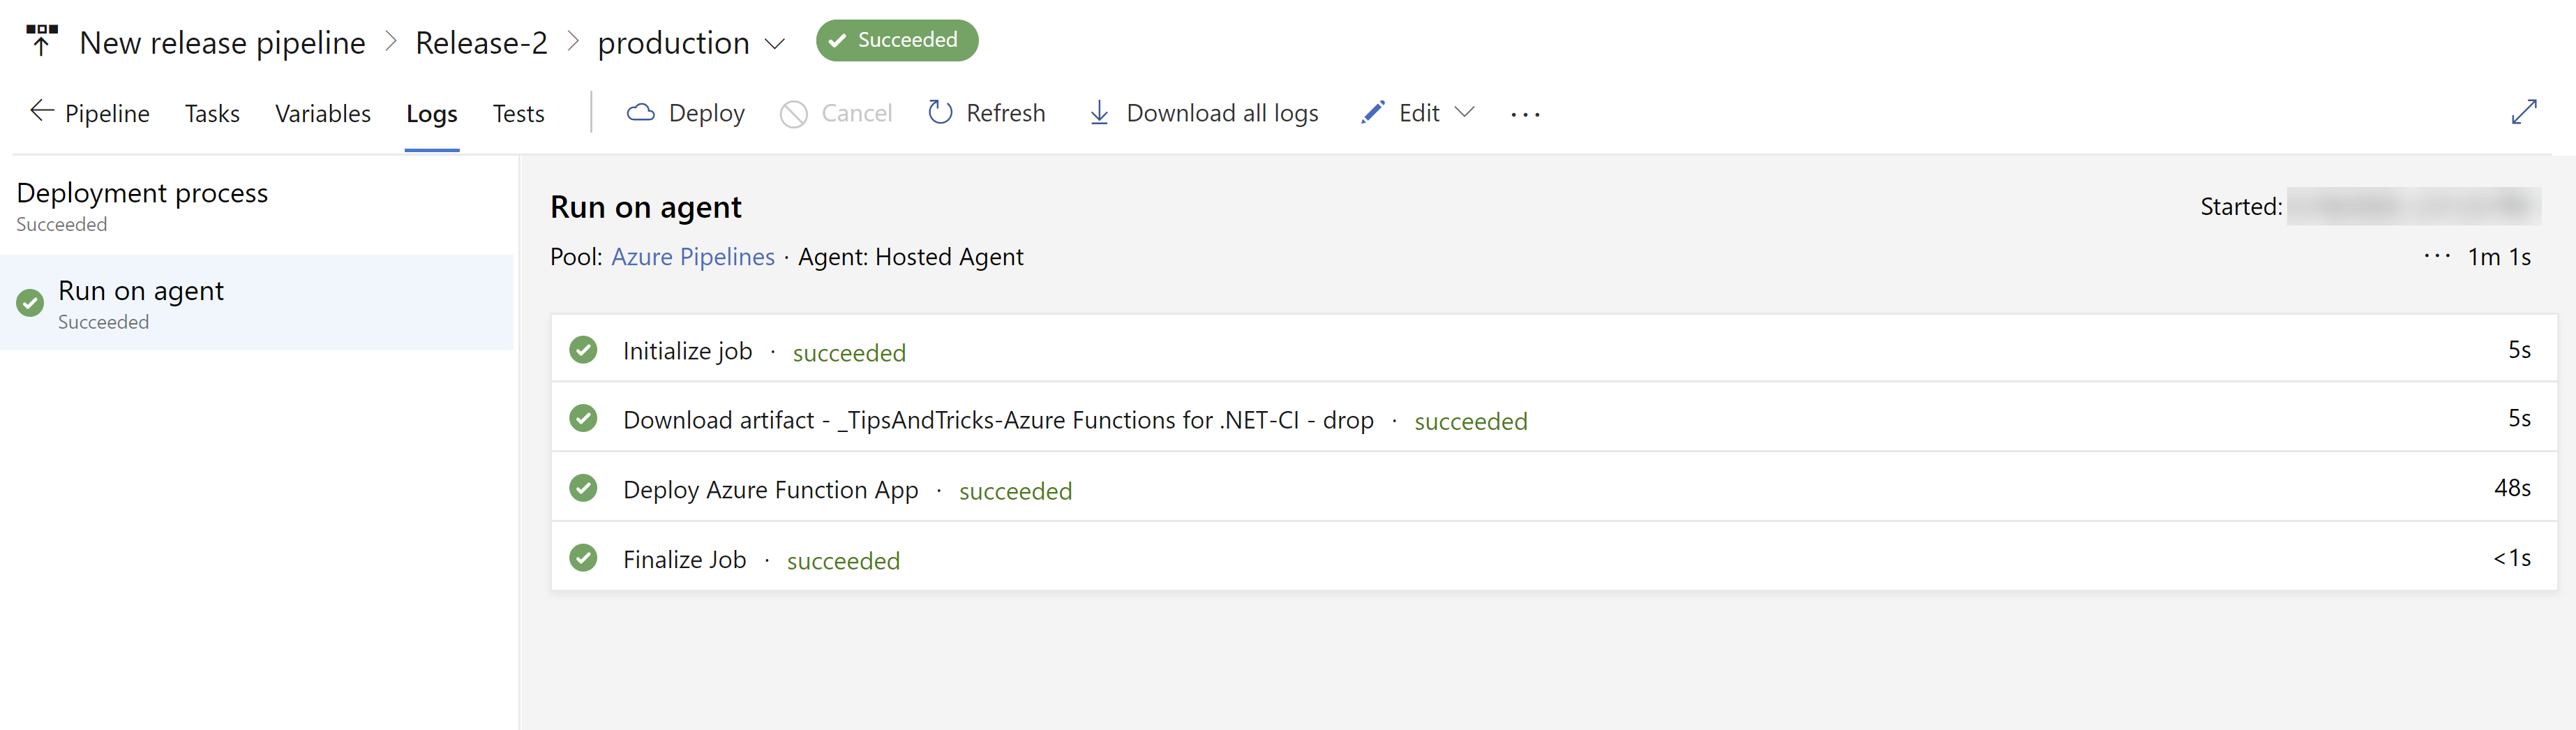 New release pipeline > Release-2 > production Succeeded
Pipeline Tasks Variables Logs Tests Deploy Cancel Refresh Download all logs Edit ...
Deployment process
Succeeded
Run on agent
Succeeded
Run on agent
Started:
Pool: Azure Pipelines · Agent: Hosted Agent
... 1m 1s
Initialize job · succeeded 5s
Download artifact - _TipsAndTricks-Azure Functions for .NET-CI - drop · succeeded 5s
Deploy Azure Function App · succeeded 48s
Finalize Job · succeeded <1s